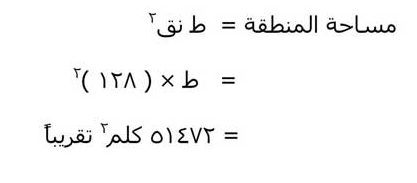 مساحة المنطقة = ط نق٢
= ط × ( ١٢٨ )٢
= ٥١٤٧٢ كلم٢ تقريباً